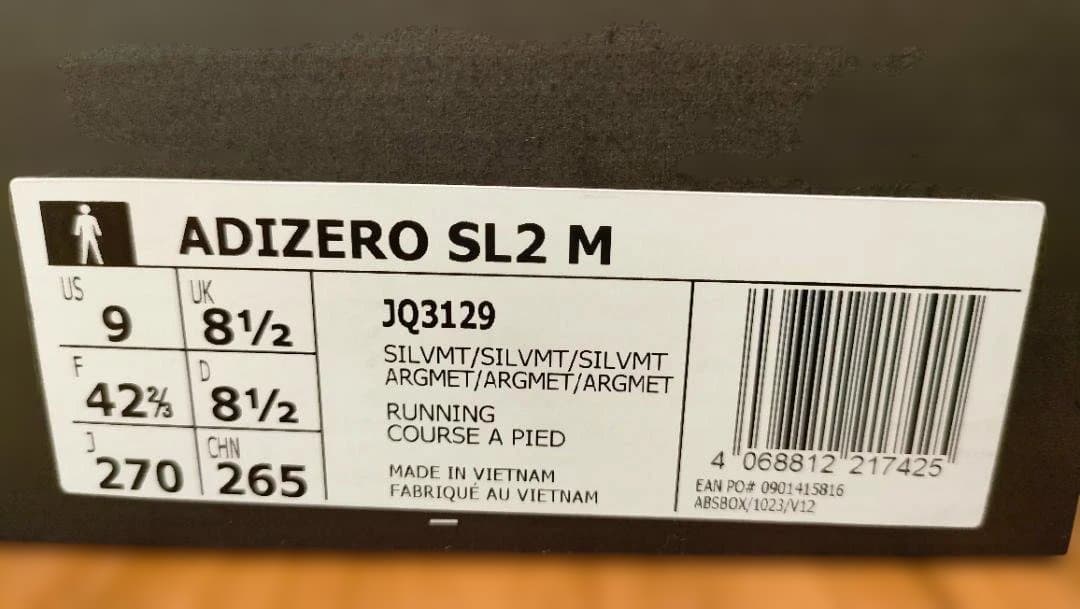 ADIZERO SL2 M
US 9 UK 8½
F 42⅔ D 8½
J 270 CHN 265
JQ3129
SILVMT/SILVMT/SILVMT
ARGMET/ARGMET/ARGMET
RUNNING
COURSE A PIED
MADE IN VIETNAM
FABRIQUÉ AU VIETNAM
4 068812 217425
EAN PO# 0901415816
ABSBOX/1023/V12